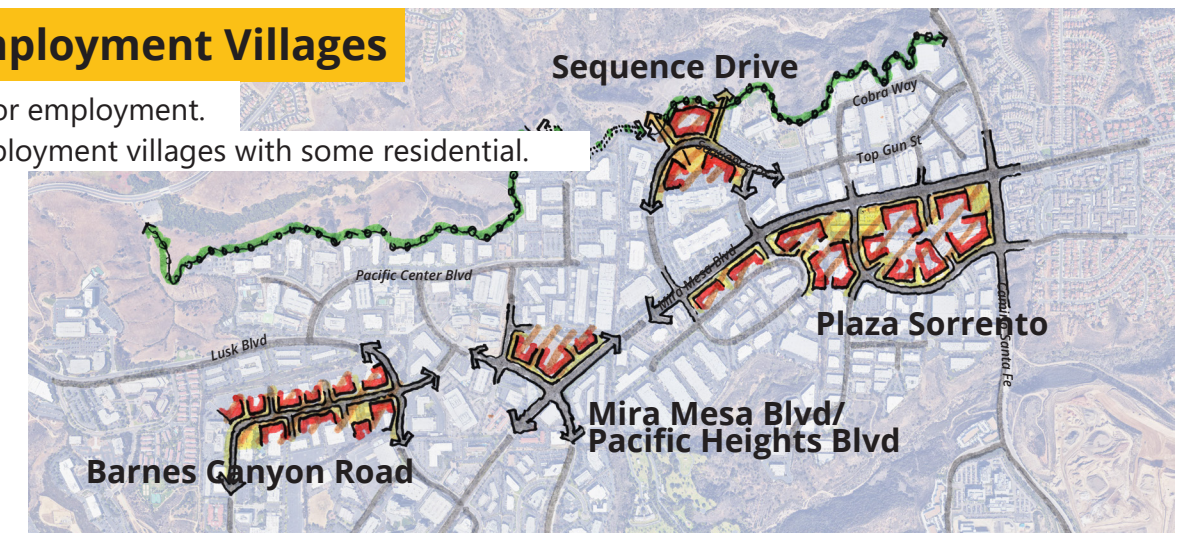 mployment Villages
or employment.
ployment villages with some residential.
Sequence Drive
Cobra Way
Top Gun St
Pacific Center Blvd
Mira Mesa Blvd
Plaza Sorrento
Camino Santa Fe
Lusk Blvd
Mira Mesa Blvd/
Pacific Heights Blvd
Barnes Canyon Road